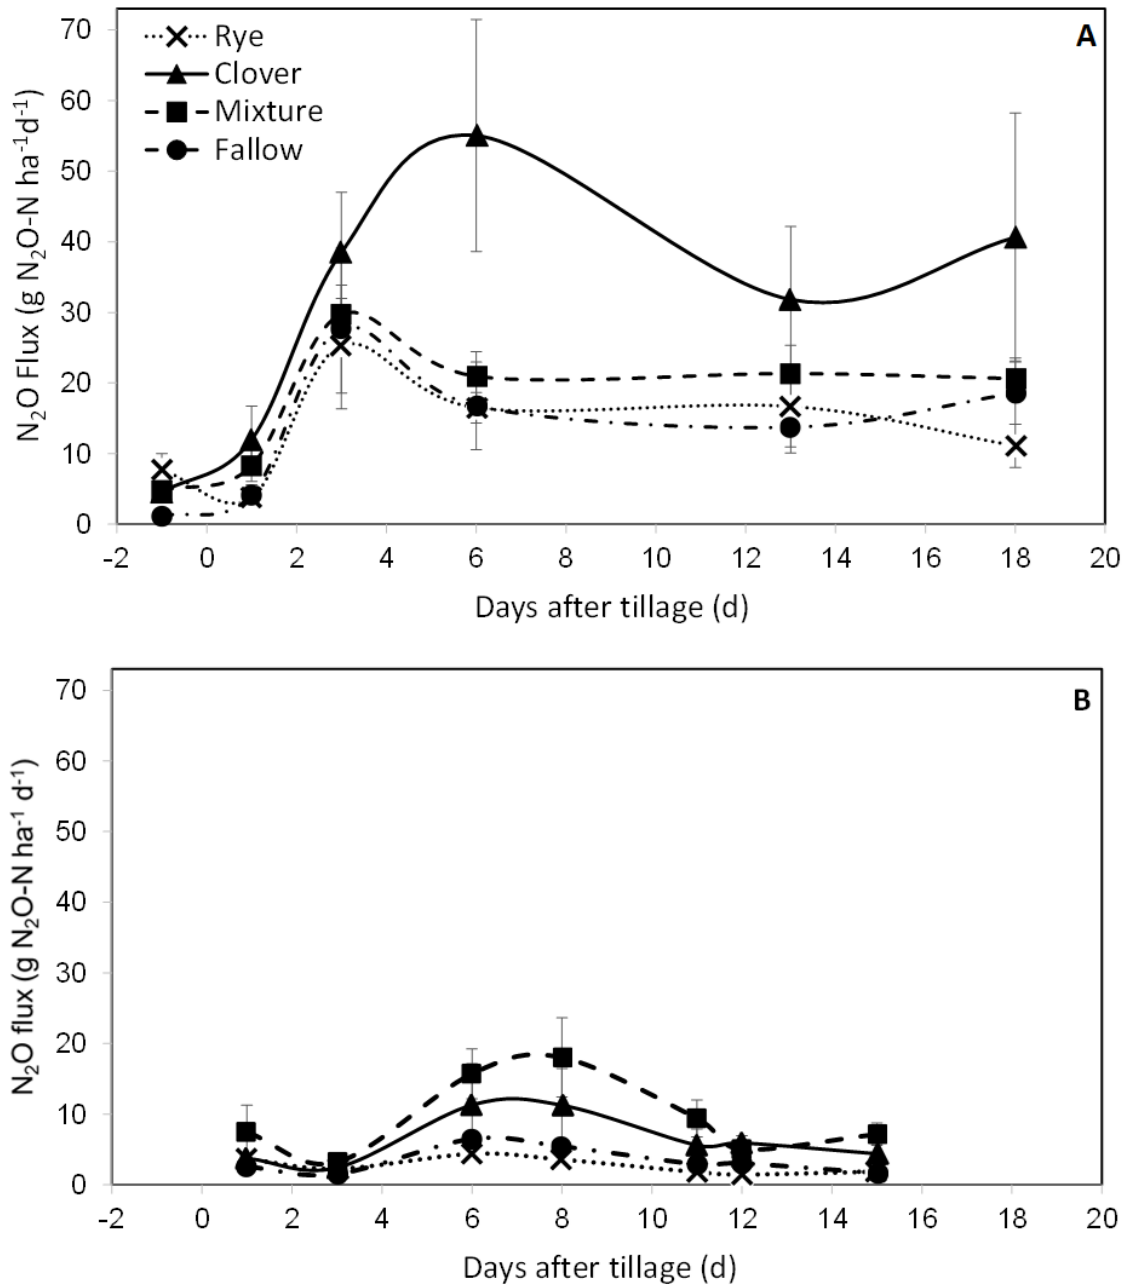 A
Rye
Clover
Mixture
Fallow
N₂O Flux (g N₂O-N ha⁻¹d⁻¹)
70
60
50
40
30
20
10
0
-2 0 2 4 6 8 10 12 14 16 18 20
Days after tillage (d)
B
N₂O flux (g N₂O-N ha⁻¹ d⁻¹)
70
60
50
40
30
20
10
0
-2 0 2 4 6 8 10 12 14 16 18 20
Days after tillage (d)